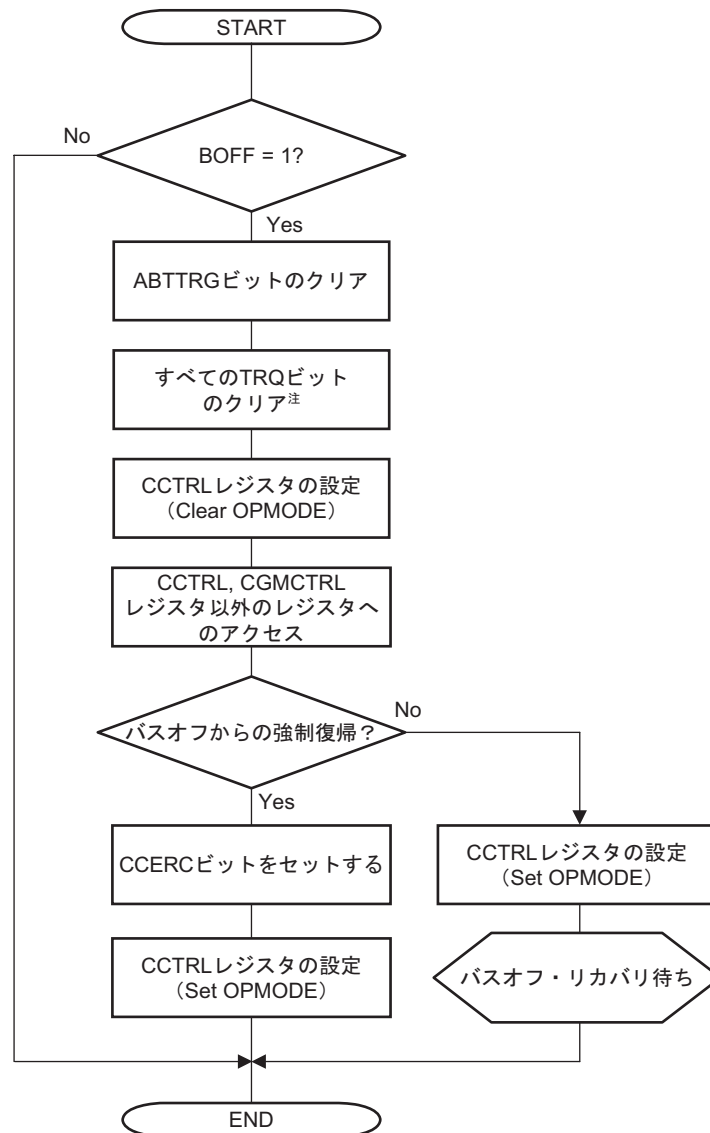 START
No
BOFF = 1?
Yes
ABTTRGビットのクリア
すべてのTRQビット
のクリア注
CCTRLレジスタの設定
（Clear OPMODE）
CCTRL, CGMCTRL
レジスタ以外のレジスタへ
のアクセス
バスオフからの強制復帰？
No
Yes
CCERCビットをセットする
CCTRLレジスタの設定
（Set OPMODE）
CCTRLレジスタの設定
（Set OPMODE）
バスオフ・リカバリ待ち
END